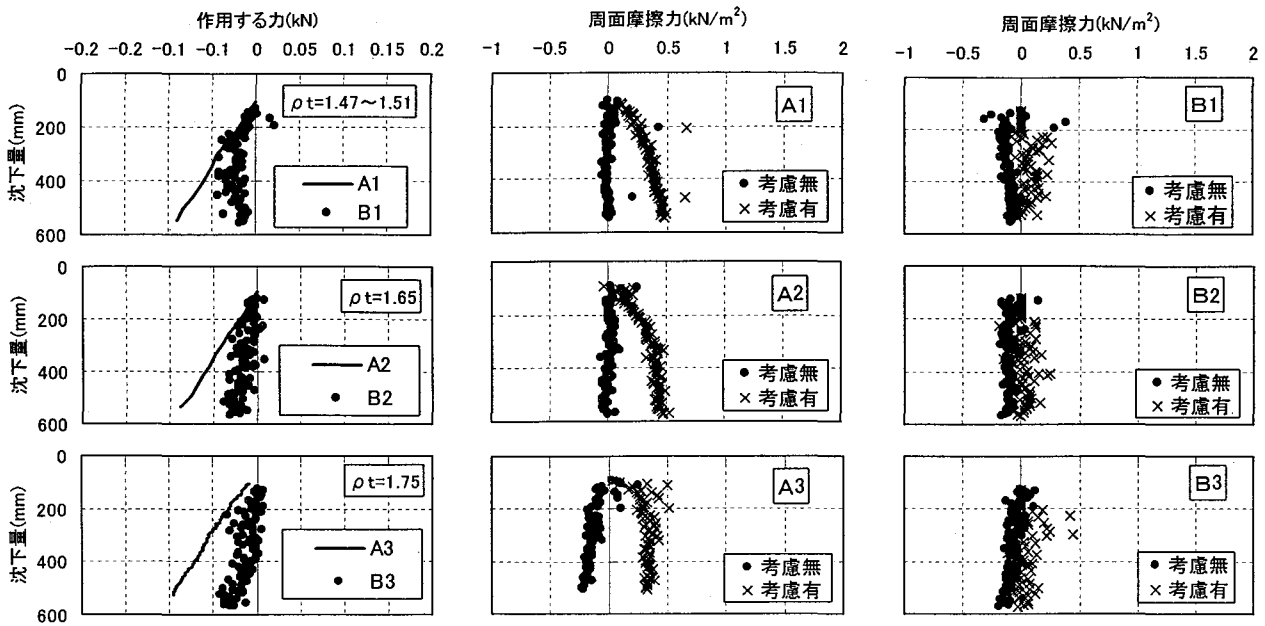 作用する力(kN)
-0.2 -0.2 -0.1 -0.1 0 0.05 0.1 0.15 0.2
周面摩擦力(kN/m²)
-1 -0.5 0 0.5 1 1.5 2
周面摩擦力(kN/m²)
-1 -0.5 0 0.5 1 1.5 2
沈下量(mm)
0
200
400
600
ρt=1.47～1.51
A1
B1
A1
● 考慮無
× 考慮有
B1
● 考慮無
× 考慮有
沈下量(mm)
0
200
400
600
ρt=1.65
A2
B2
A2
● 考慮無
× 考慮有
B2
● 考慮無
× 考慮有
沈下量(mm)
0
200
400
600
ρt=1.75
A3
B3
A3
● 考慮無
× 考慮有
B3
● 考慮無
× 考慮有